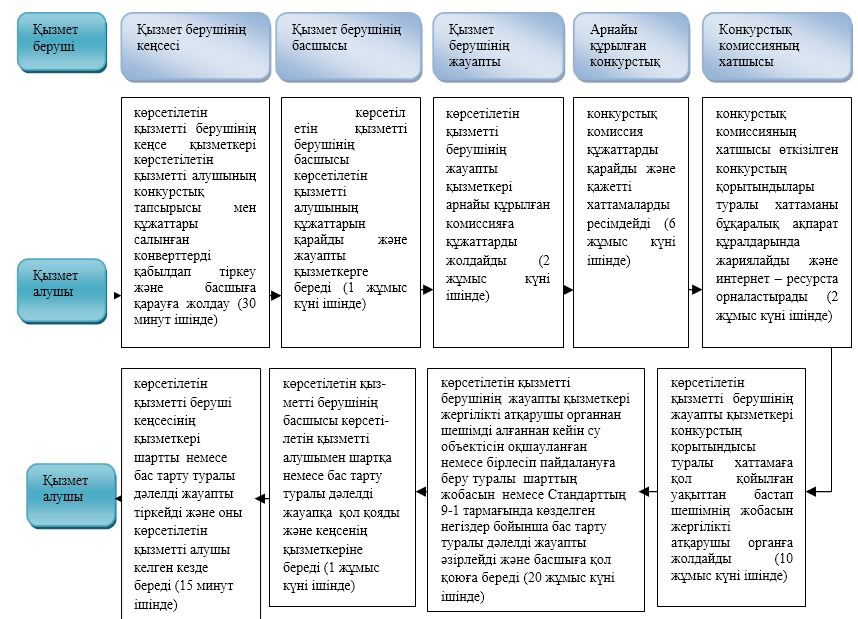 Қызмет
беруші
Қызмет берушінің
кеңсесі
Қызмет берушінің
басшысы
Қызмет
берушінің
жауапты
Арнайы
құрылған
конкурстық
Конкурстық
комиссияның
хатшысы
Қызмет
алушы
көрсетілетін
қызметті берушінің
кеңсе қызметкері
көрстетілетін
қызметті алушының
конкурстық
тапсырысы мен
құжаттары
салынған
конверттерді
қабылдап тіркеу
және басшыға
қарауға жолдау (30
минут ішінде)
көрсетіл
етін қызметті
берушінің
басшысы
көрсетілетін
қызметті
алушының
құжаттарын
қарайды және
жауапты
қызметкерге
береді (1 жұмыс
күні ішінде)
көрсетілетін
қызметті
берушінің
жауапты
қызметкері
арнайы құрылған
комиссияға
құжаттарды
жолдайды (2
жұмыс күні
ішінде)
конкурстық
комиссия
құжаттарды
қарайды және
қажетті
хаттамаларды
ресімдейді (6
жұмыс күні
ішінде)
конкурстық
комиссияның
хатшысы өткізілген
конкурстың
қорытындылары
туралы хаттаманы
бұқаралық ақпарат
құралдарында
жариялайды және
интернет – ресурста
орналастырады (2
жұмыс күні ішінде)
Қызмет
алушы
көрсетілетін
қызметті беруші
кеңсесінің
қызметкері
шартты немесе
бас тарту туралы
дәлелді жауапты
тіркейді және оны
көрсетілетін
қызметті алушы
келген кезде
береді (15 минут
ішінде)
көрсетілетін қыз-
метті берушінің
басшысы көрсеті-
летін қызметті
алушымен шартқа
немесе бас тарту
туралы дәлелді
жауапқа қол қояды
және кеңсенің
қызметкеріне
береді (1 жұмыс
күні ішінде)
көрсетілетін қызметті
берушінің жауапты қызметкері
жергілікті атқарушы органнан
шешімді алғаннан кейін су
объектісін оқшауланған
немесе бірлесіп пайдалануға
беру туралы шарттың
жобасын немесе Стандарттың
9-1 тармағында көзделген
негіздер бойынша бас тарту
туралы дәлелді жауапты
әзірлейді және басшыға қол
қоюға береді (20 жұмыс күні
ішінде)
көрсетілетін
қызметті берушінің
жауапты қызметкері
конкурстың
қорытындысы
туралы хаттамаға
қол қойылған
уақыттан бастап
шешімнің жобасын
жергілікті
атқарушы органға
жолдайды (10
жұмыс күні ішінде)